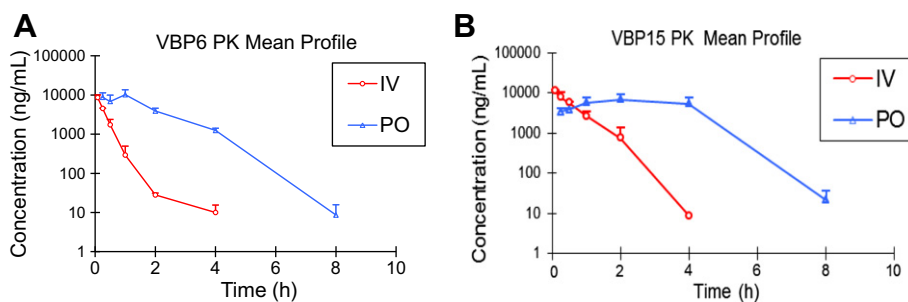 A
VBP6 PK Mean Profile
Concentration (ng/mL)
100000
10000
1000
100
10
1
0
2
4
6
8
10
Time (h)
IV
PO
B
VBP15 PK Mean Profile
Concentration (ng/mL)
100000
10000
1000
100
10
1
0
2
4
6
8
10
Time (h)
IV
PO